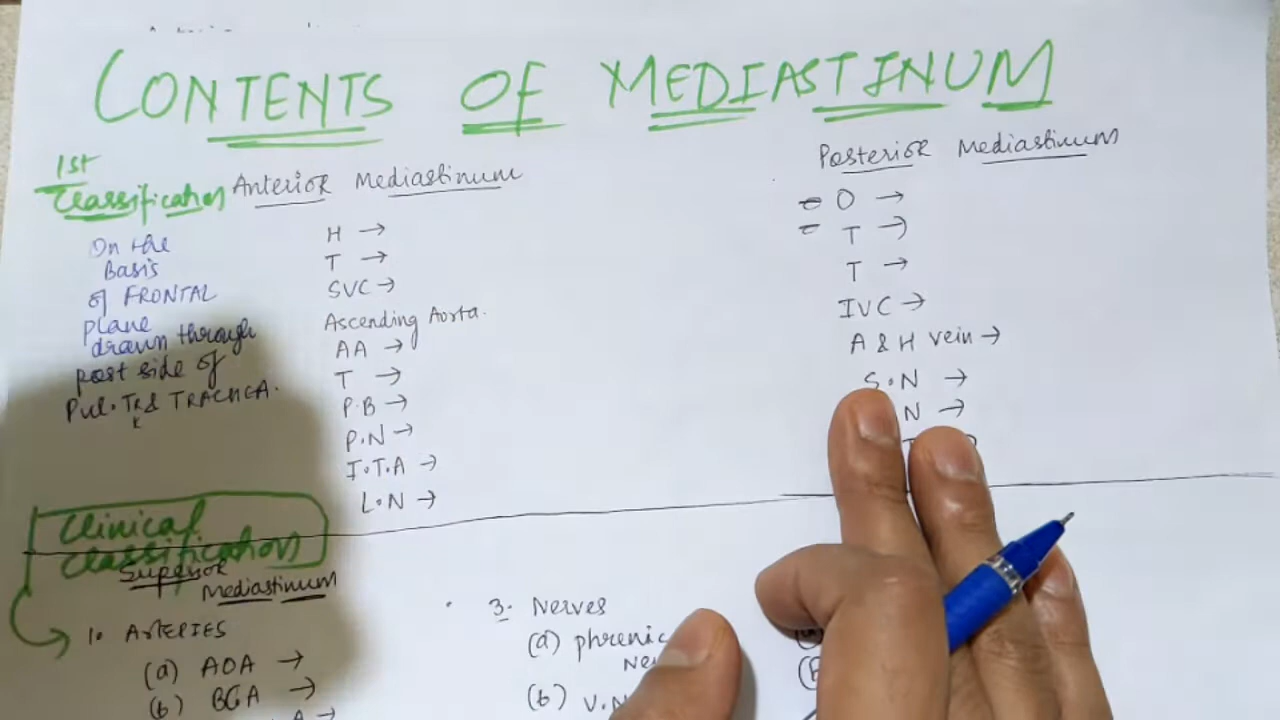 CONTENTS OF MEDIASTINUM
1st
Classification
On the
Basis
of FRONTAL
plane
drawn through
post side of
Pul. Trk & TRACHEA.
Anterior Mediastinum
H →
T →
SVC →
Ascending Aorta.
AA →
T →
P.B →
P.N →
I.T.A →
L.N →
Posterior Mediastinum
O →
T →
T →
IVC →
A & H vein →
S.N →
N →
Clinical
Classification
Superior
Mediastinum
1. ARTERIES
(a) AOA →
(b) BCA →
A →
3. Nerves
(a) phrenic
Ne
(b) V.N